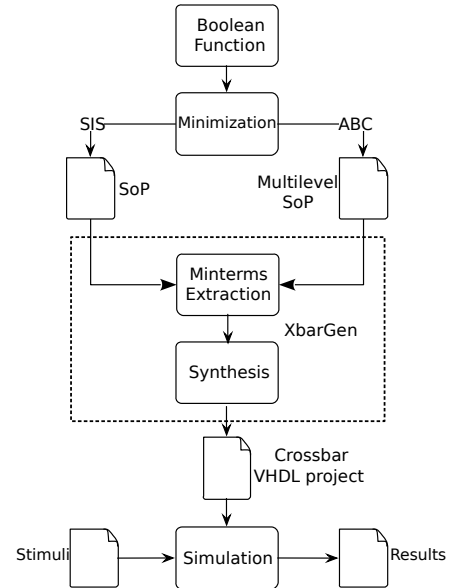 Boolean
Function
Minimization
SIS
ABC
SoP
Multilevel
SoP
Minterms
Extraction
XbarGen
Synthesis
Crossbar
VHDL project
Stimuli
Simulation
Results